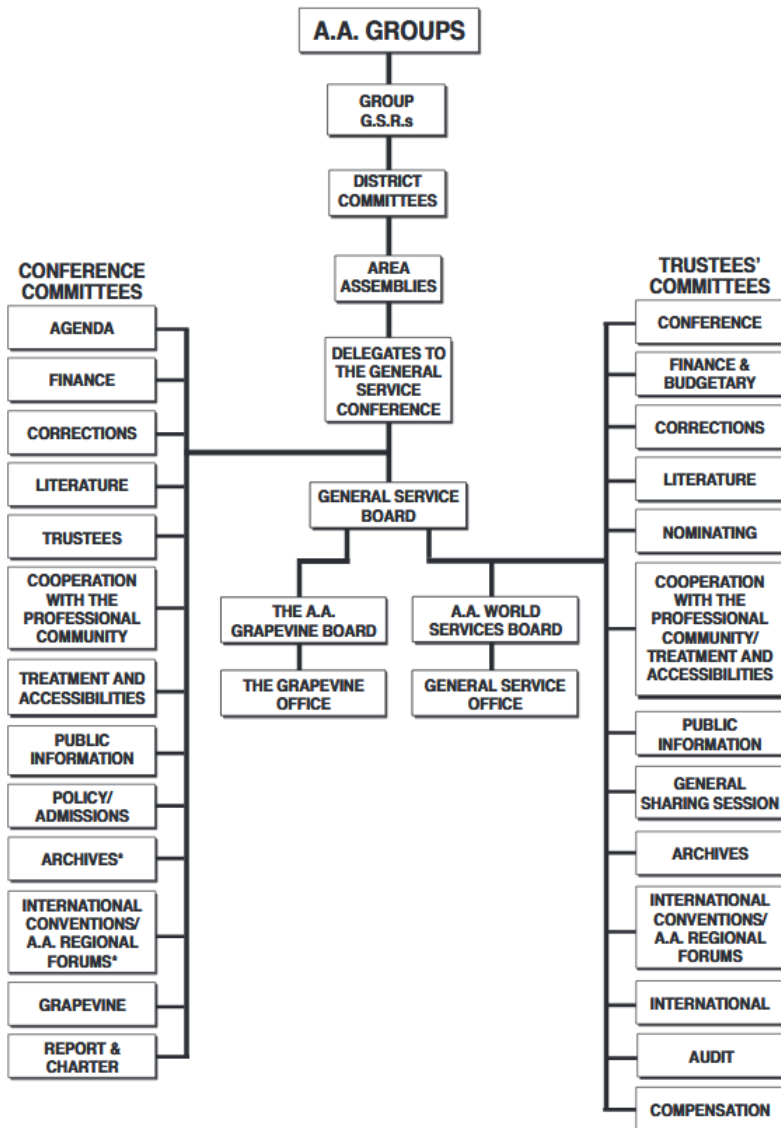 A.A. GROUPS
GROUP
G.S.R.s
DISTRICT
COMMITTEES
AREA
ASSEMBLIES
DELEGATES TO
THE GENERAL
SERVICE
CONFERENCE
GENERAL SERVICE
BOARD
THE A.A.
GRAPEVINE BOARD
THE GRAPEVINE
OFFICE
A.A. WORLD
SERVICES BOARD
GENERAL SERVICE
OFFICE
CONFERENCE
COMMITTEES
AGENDA
FINANCE
CORRECTIONS
LITERATURE
TRUSTEES
COOPERATION
WITH THE
PROFESSIONAL
COMMUNITY
TREATMENT AND
ACCESSIBILITIES
PUBLIC
INFORMATION
POLICY/
ADMISSIONS
ARCHIVES*
INTERNATIONAL
CONVENTIONS/
A.A. REGIONAL
FORUMS*
GRAPEVINE
REPORT &
CHARTER
TRUSTEES’
COMMITTEES
CONFERENCE
FINANCE &
BUDGETARY
CORRECTIONS
LITERATURE
NOMINATING
COOPERATION
WITH THE
PROFESSIONAL
COMMUNITY/
TREATMENT AND
ACCESSIBILITIES
PUBLIC
INFORMATION
GENERAL
SHARING SESSION
ARCHIVES
INTERNATIONAL
CONVENTIONS/
A.A. REGIONAL
FORUMS
INTERNATIONAL
AUDIT
COMPENSATION